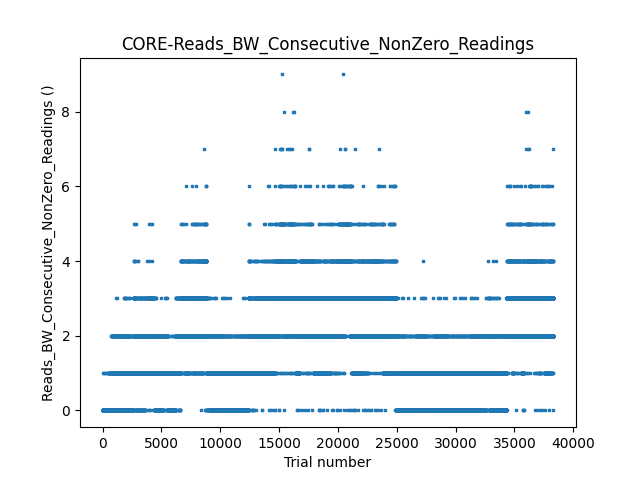 CORE-Reads_BW_Consecutive_NonZero_Readings
Reads_BW_Consecutive_NonZero_Readings ()
8
6
4
2
0
0 5000 10000 15000 20000 25000 30000 35000 40000
Trial number